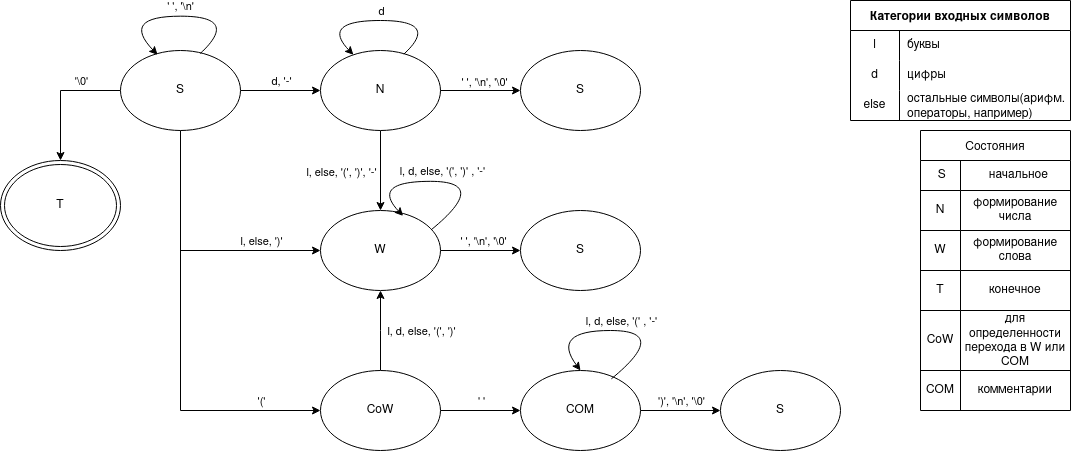 ' ', '\n'
d
Категории входных символов
l буквы
d цифры
else остальные символы(арифм.
операторы, например)
'\0'
S
d, '-'
N
' ', '\n', '\0'
S
Состояния
S начальное
N формирование
числа
W формирование
слова
T конечное
CoW для
определенности
перехода в W или
COM
COM комментарии
l, else, '(', ')', '-'
l, d, else, '(', ')' , '-'
T
l, else, ')'
W
' ', '\n', '\0'
S
l, d, else, '(', ')'
l, d, else, '(' , '-'
'('
CoW
' '
COM
')', '\n', '\0'
S